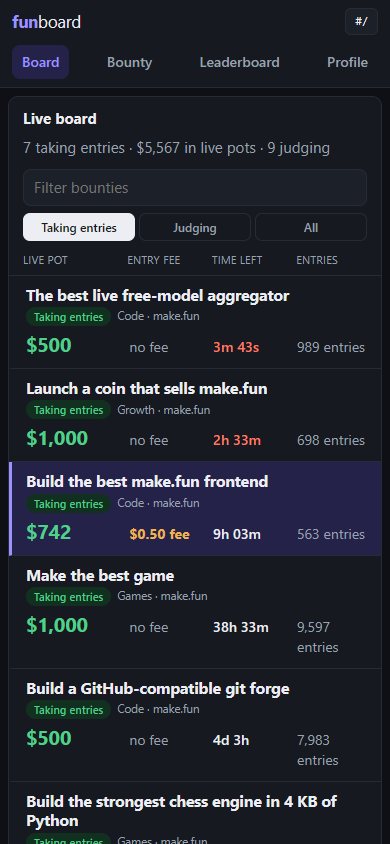 funboard
#/
Board Bounty Leaderboard Profile
Live board
7 taking entries · $5,567 in live pots · 9 judging
Filter bounties
Taking entries Judging All
LIVE POT ENTRY FEE TIME LEFT ENTRIES
The best live free-model aggregator
Taking entries Code · make.fun
$500 no fee 3m 43s 989 entries
Launch a coin that sells make.fun
Taking entries Growth · make.fun
$1,000 no fee 2h 33m 698 entries
Build the best make.fun frontend
Taking entries Code · make.fun
$742 $0.50 fee 9h 03m 563 entries
Make the best game
Taking entries Games · make.fun
$1,000 no fee 38h 33m 9,597
entries
Build a GitHub-compatible git forge
Taking entries Code · make.fun
$500 no fee 4d 3h 7,983
entries
Build the strongest chess engine in 4 KB of
Python
Taking entries Games · make.fun